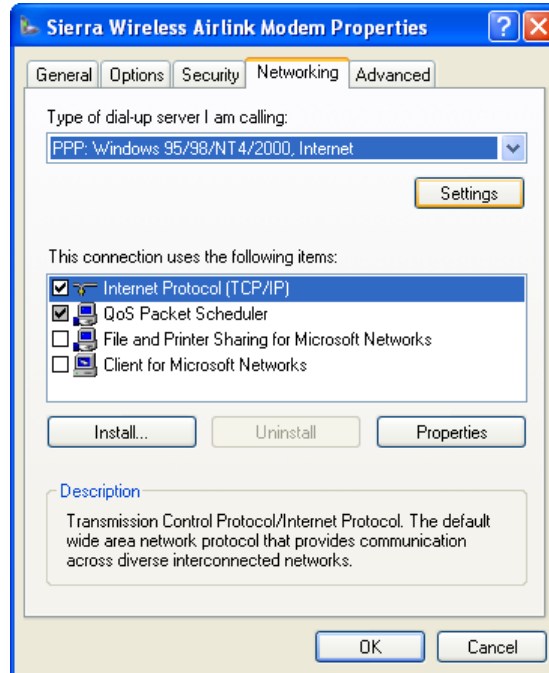 Sierra Wireless Airlink Modem Properties
General Options Security Networking Advanced
Type of dial-up server I am calling:
PPP: Windows 95/98/NT4/2000, Internet
Settings
This connection uses the following items:
Internet Protocol (TCP/IP)
QoS Packet Scheduler
File and Printer Sharing for Microsoft Networks
Client for Microsoft Networks
Install... Uninstall Properties
Description
Transmission Control Protocol/Internet Protocol. The default
wide area network protocol that provides communication
across diverse interconnected networks.
OK Cancel